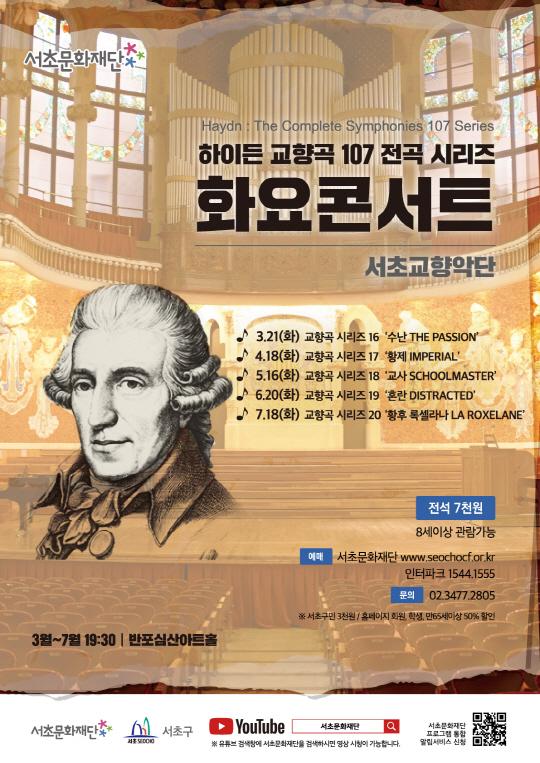 서초문화재단
Haydn : The Complete Symphonies 107 Series
하이든 교향곡 107 전곡 시리즈
화요콘서트
서초교향악단
3.21(화) 교향곡 시리즈 16 '수난 THE PASSION'
4.18(화) 교향곡 시리즈 17 '황제 IMPERIAL'
5.16(화) 교향곡 시리즈 18 '교사 SCHOOLMASTER'
6.20(화) 교향곡 시리즈 19 '혼란 DISTRACTED'
7.18(화) 교향곡 시리즈 20 '황후 록셀라나 LA ROXELANE'
전석 7천원
8세이상 관람가능
예매 서초문화재단 www.seochocf.or.kr
인터파크 1544.1555
문의 02.3477.2805
※ 서초구민 3천원 / 홈페이지 회원, 학생, 만65세이상 50% 할인
3월~7월 19:30 | 반포심산아트홀
서초문화재단 서초 SEOCHO 서초구 YouTube 서초문화재단
※ 유튜브 검색창에 서초문화재단을 검색하시면 영상 시청이 가능합니다.
서초문화재단
프로그램 통합
알림서비스 신청